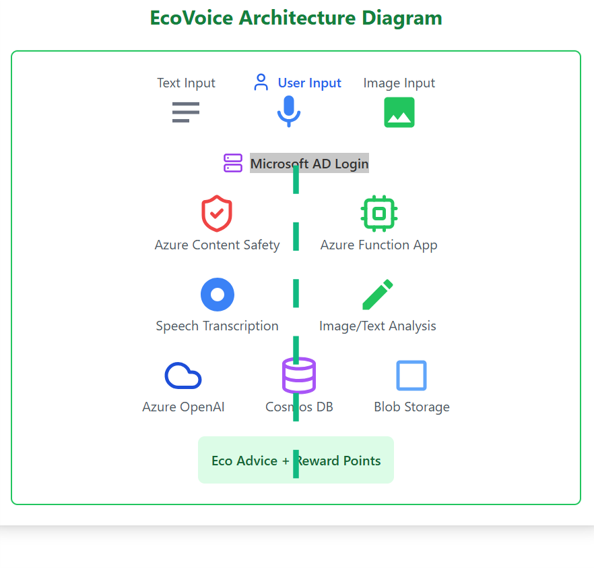 EcoVoice Architecture Diagram
Text Input
User Input
Image Input
Microsoft AD Login
Azure Content Safety
Azure Function App
Speech Transcription
Image/Text Analysis
Azure OpenAI
Cosmos DB
Blob Storage
Eco Advice + Reward Points